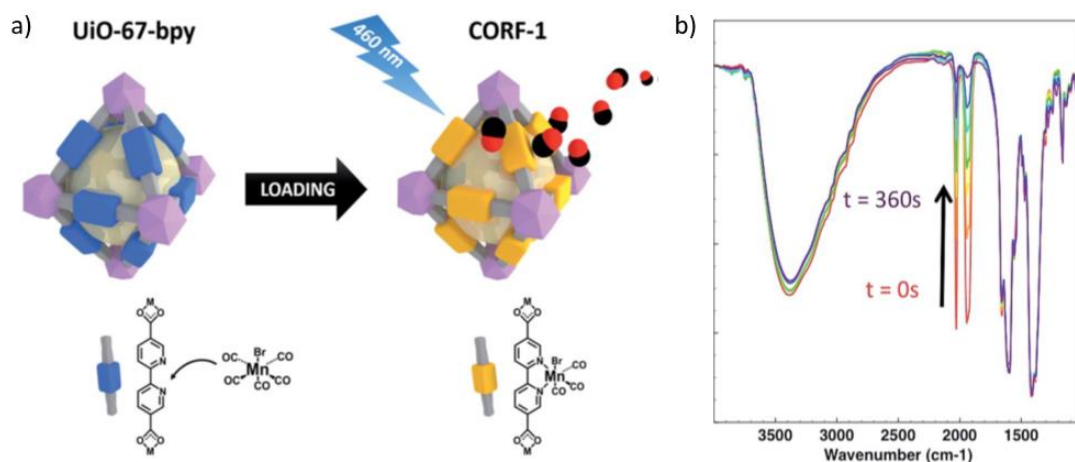 a)
UiO-67-bpy
CORF-1
460 nm
LOADING
M
O O
N
N
M
O O
Br
OC CO
Mn
OC CO
CO
M
O O
N Br
Mn CO
N CO
CO
M
O O
b)
t = 360s
t = 0s
3500 3000 2500 2000 1500
Wavenumber (cm-1)